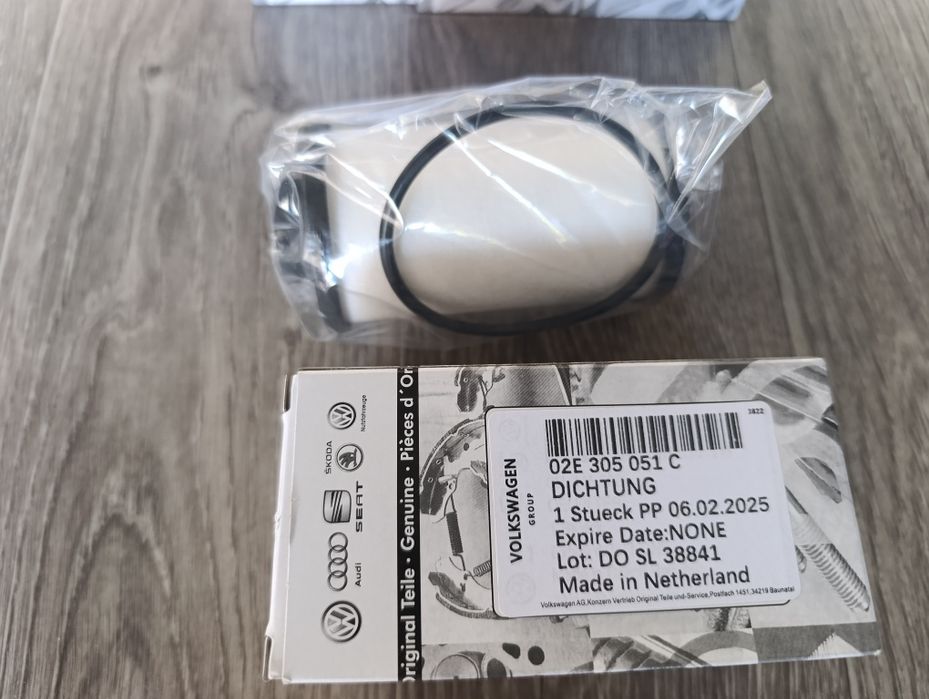 3822
02E 305 051 C
DICHTUNG
1 Stueck PP 06.02.2025
Expire Date:NONE
Lot: DO SL 38841
Made in Netherland
Volkswagen AG,Konzern Vertrieb Original Teile und-Service,Postfach 1451,34219 Baunatal
VOLKSWAGEN
GROUP
riginal Teile · Genuine · Pièces d'Or
Nutzfahrzeuge
ŠKODA
SEAT
Audi